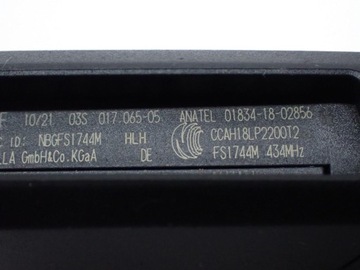 F 10/21 03S 017.065-05 ANATEL 01834-18-02856
C ID: NBGFS1744M HLH CCAH18LP2200T2
LLA GmbH&Co.KGaA DE FS1744M 434MHz